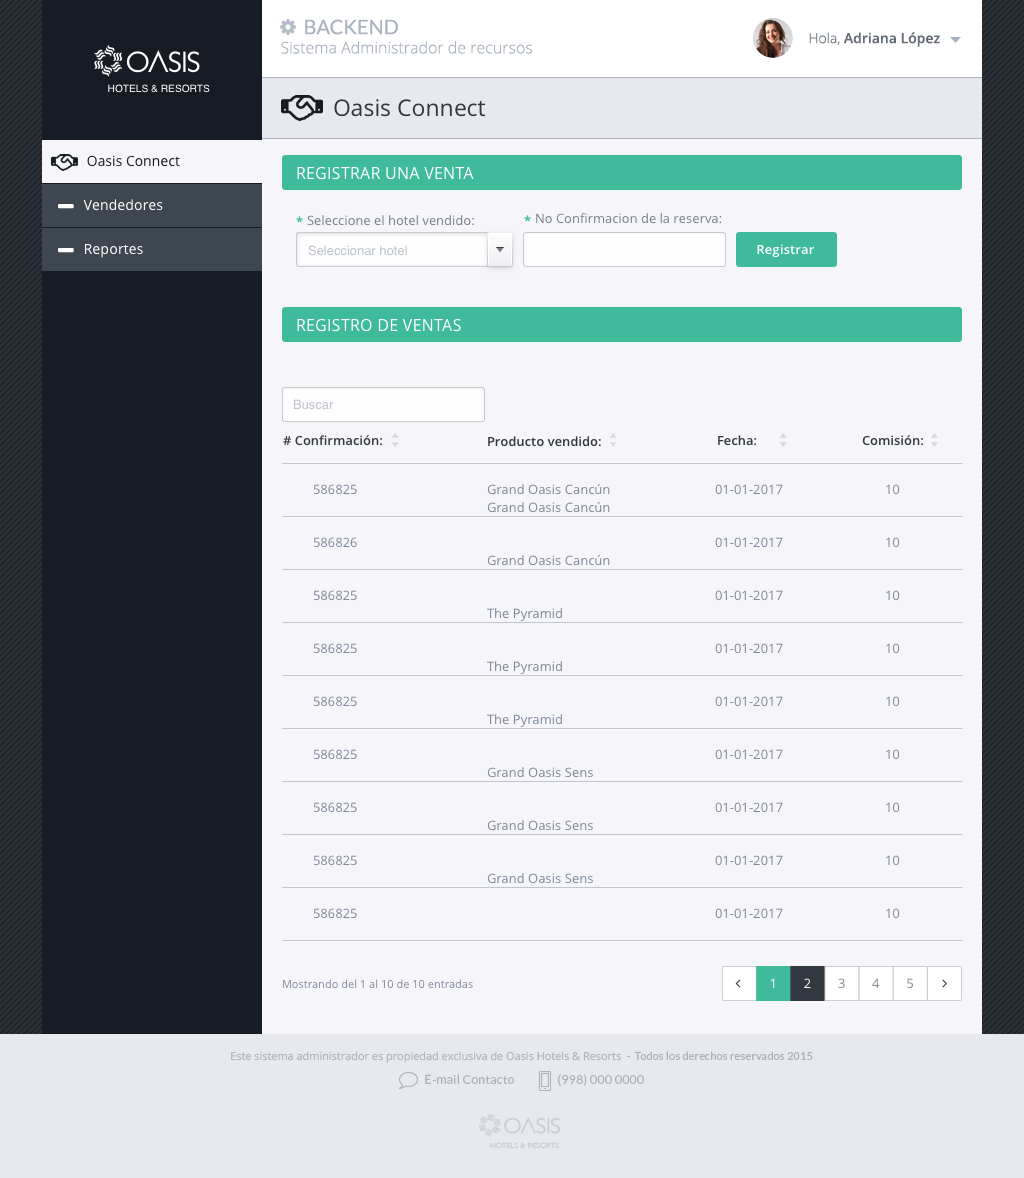 OASIS
HOTELS & RESORTS
BACKEND
Sistema Administrador de recursos
Hola, Adriana López
Oasis Connect
Oasis Connect
Vendedores
Reportes
REGISTRAR UNA VENTA
* Seleccione el hotel vendido:
* No Confirmacion de la reserva:
Seleccionar hotel
Registrar
REGISTRO DE VENTAS
Buscar
# Confirmación: Producto vendido: Fecha: Comisión:
586825 Grand Oasis Cancún 01-01-2017 10
Grand Oasis Cancún
586826 01-01-2017 10
Grand Oasis Cancún
586825 01-01-2017 10
The Pyramid
586825 01-01-2017 10
The Pyramid
586825 01-01-2017 10
The Pyramid
586825 01-01-2017 10
Grand Oasis Sens
586825 01-01-2017 10
Grand Oasis Sens
586825 01-01-2017 10
Grand Oasis Sens
586825 01-01-2017 10
Mostrando del 1 al 10 de 10 entradas
‹ 1 2 3 4 5 ›
Este sistema administrador es propiedad exclusiva de Oasis Hotels & Resorts - Todos los derechos reservados 2015
E-mail Contacto (998) 000 0000
OASIS
HOTELS & RESORTS